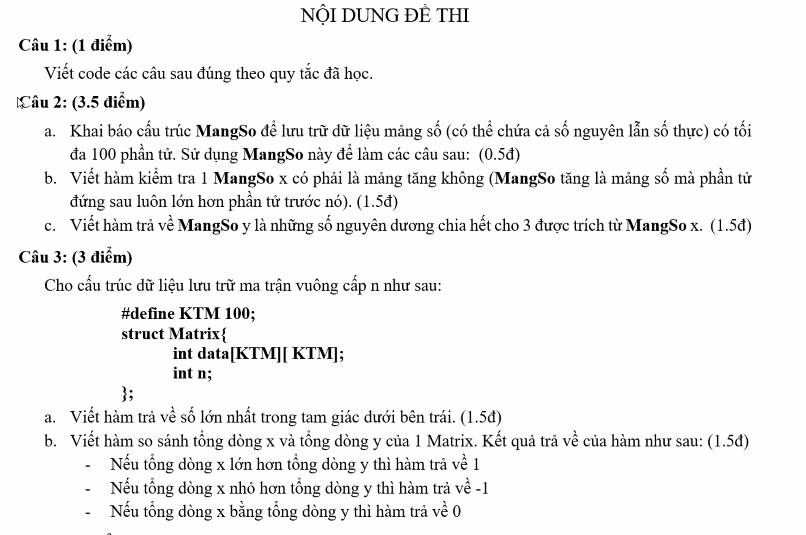 NỘI DUNG ĐỀ THI
Câu 1: (1 điểm)
Viết code các câu sau đúng theo quy tắc đã học.
Câu 2: (3.5 điểm)
a. Khai báo cấu trúc MangSo để lưu trữ dữ liệu mảng số (có thể chứa cả số nguyên lẫn số thực) có tối
đa 100 phần tử. Sử dụng MangSo này để làm các câu sau: (0.5đ)
b. Viết hàm kiểm tra 1 MangSo x có phải là mảng tăng không (MangSo tăng là mảng số mà phần tử
đứng sau luôn lớn hơn phần tử trước nó). (1.5đ)
c. Viết hàm trả về MangSo y là những số nguyên dương chia hết cho 3 được trích từ MangSo x. (1.5đ)
Câu 3: (3 điểm)
Cho cấu trúc dữ liệu lưu trữ ma trận vuông cấp n như sau:
#define KTM 100;
struct Matrix{
int data[KTM][ KTM];
int n;
};
a. Viết hàm trả về số lớn nhất trong tam giác dưới bên trái. (1.5đ)
b. Viết hàm so sánh tổng dòng x và tổng dòng y của 1 Matrix. Kết quả trả về của hàm như sau: (1.5đ)
- Nếu tổng dòng x lớn hơn tổng dòng y thì hàm trả về 1
- Nếu tổng dòng x nhỏ hơn tổng dòng y thì hàm trả về -1
- Nếu tổng dòng x bằng tổng dòng y thì hàm trả về 0